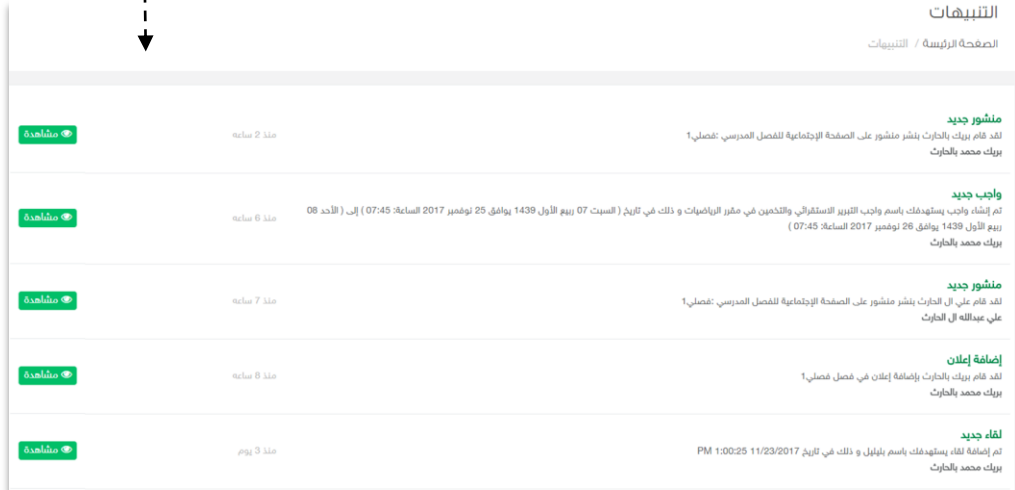 التنبيهات
الصفحة الرئيسة / التنبيهات
منشور جديد
لقد قام بريك بالحارث بنشر منشور على الصفحة الإجتماعية للفصل المدرسي :فصلي1
بريك محمد بالحارث
منذ 2 ساعه
مشاهدة
واجب جديد
تم إنشاء واجب يستهدفك باسم واجب التبرير الاستقرائي والتخمين في مقرر الرياضيات و ذلك في تاريخ ( السبت 07 ربيع الأول 1439 يوافق 25 نوفمبر 2017 الساعة: 07:45 ) إلى ( الأحد 08
ربيع الأول 1439 يوافق 26 نوفمبر 2017 الساعة: 07:45 )
بريك محمد بالحارث
منذ 6 ساعه
مشاهدة
منشور جديد
لقد قام علي ال الحارث بنشر منشور على الصفحة الإجتماعية للفصل المدرسي :فصلي1
علي عبدالله ال الحارث
منذ 7 ساعه
مشاهدة
إضافة إعلان
لقد قام بريك بالحارث بإضافة إعلان في فصل فصلي1
بريك محمد بالحارث
منذ 8 ساعه
مشاهدة
لقاء جديد
تم إضافة لقاء يستهدفك باسم بليليل و ذلك في تاريخ 11/23/2017 1:00:25 PM
بريك محمد بالحارث
منذ 3 يوم
مشاهدة